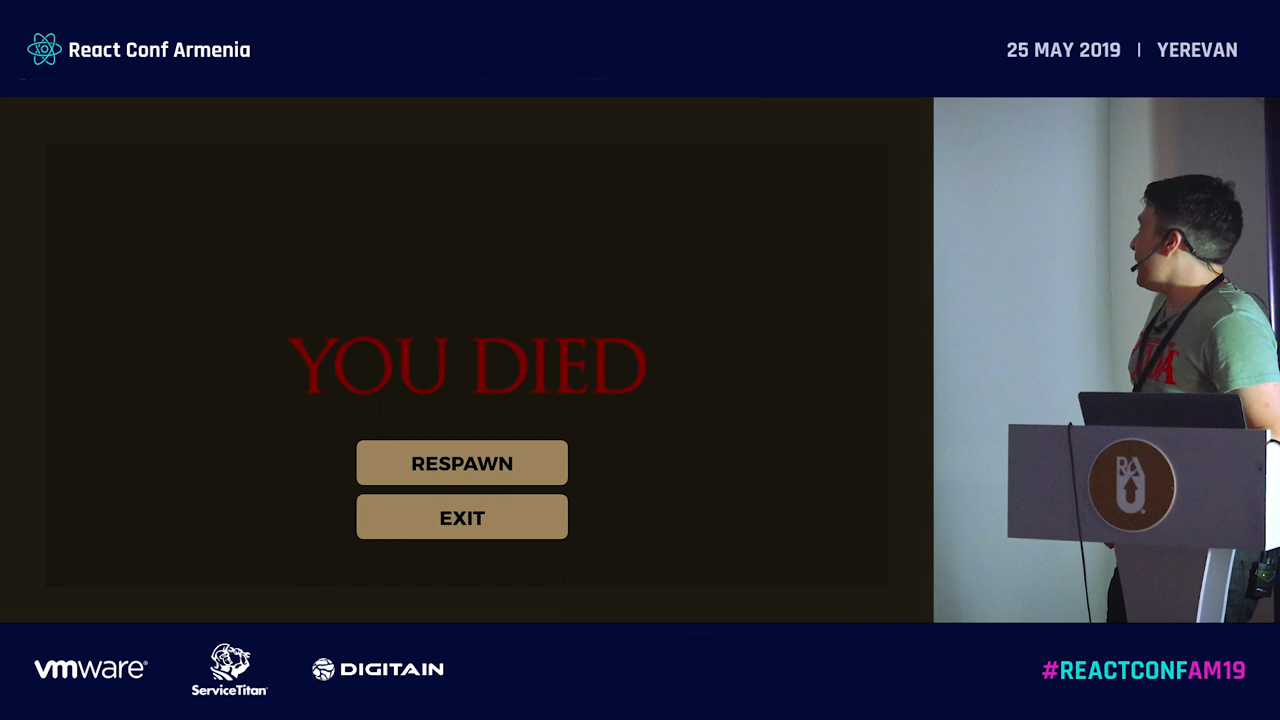 React Conf Armenia
25 MAY 2019 | YEREVAN
YOU DIED
RESPAWN
EXIT
vmware®
ServiceTitan
DIGITAIN
#REACTCONFAM19